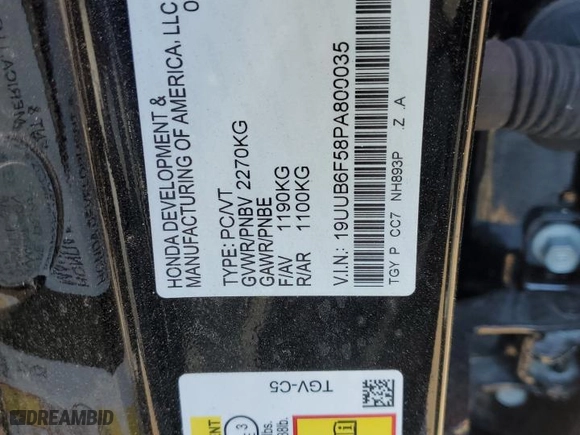 HONDA DEVELOPMENT &
MANUFACTURING OF AMERICA, LLC
TYPE: PC/VT
GVWR/PNBV 2270KG
GAWR/PNBE
F/AV 1190KG
R/AR 1100KG
V.I.N.: 19UUB6F58PA800035
TGY P CC7 NH893P .Z .A
TGV-C5
DREAMBID